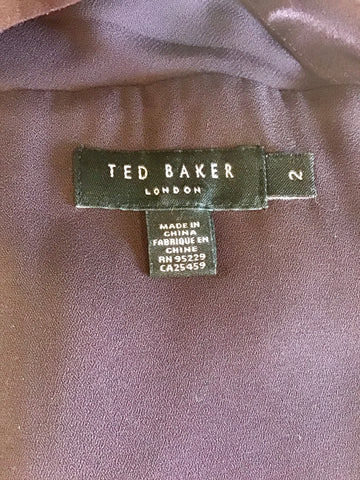 TED BAKER
LONDON
2
MADE IN
CHINA
FABRIQUE EN
CHINE
RN 95229
CA25459